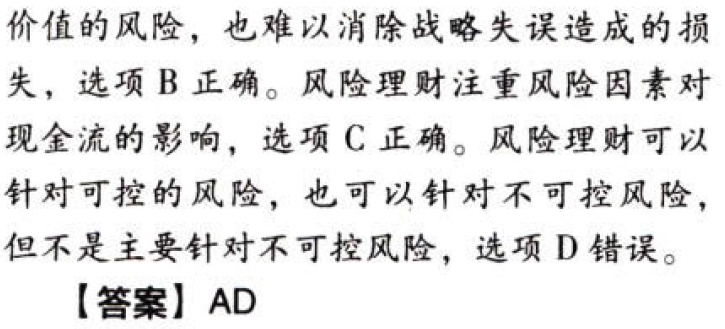 价值的风险，也难以消除战略失误造成的损
失，选项 B 正确。风险理财注重风险因素对
现金流的影响，选项 C 正确。风险理财可以
针对可控的风险，也可以针对不可控风险，
但不是主要针对不可控风险，选项 D 错误。
【答案】AD